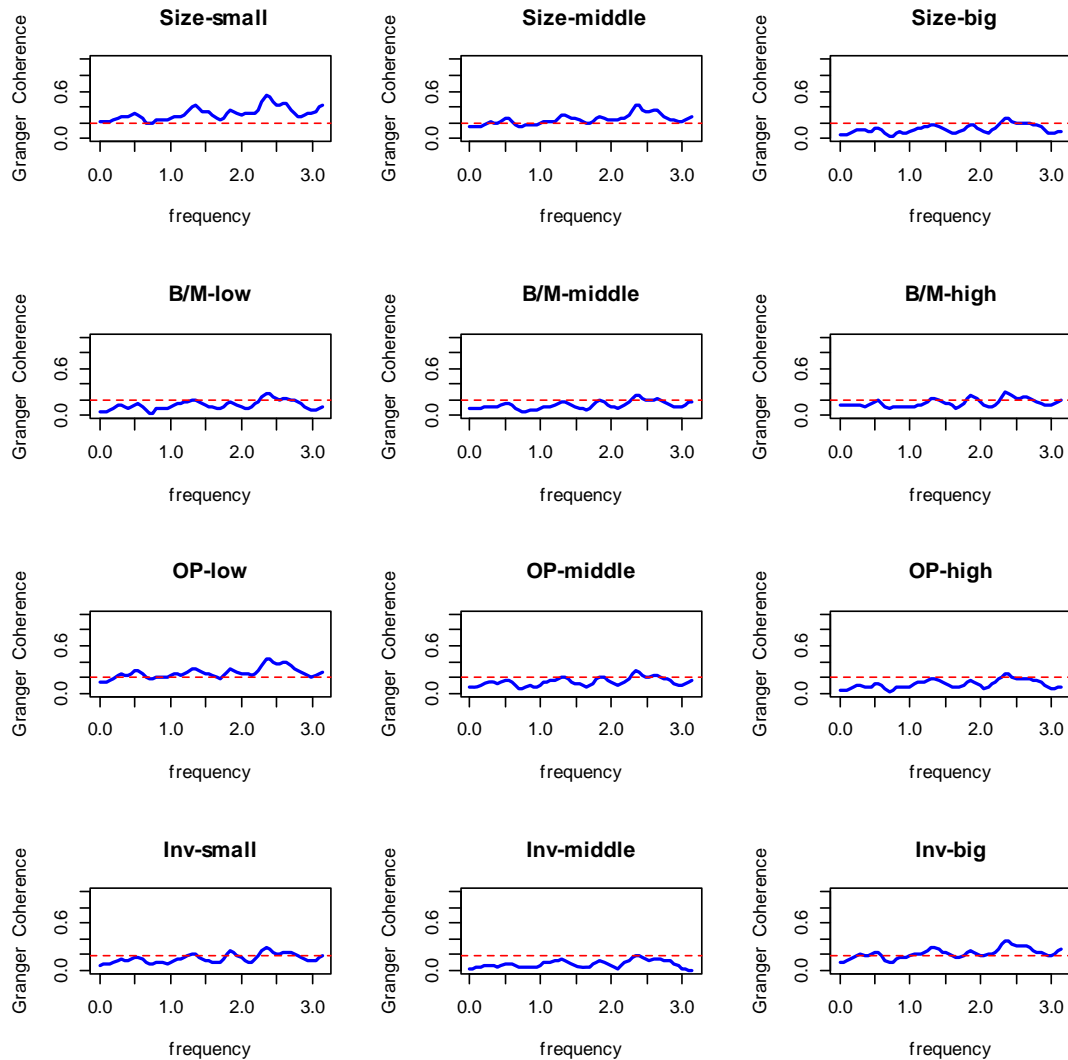 Size-small
Size-middle
Size-big
Granger Coherence
0.0 0.6
0.0 1.0 2.0 3.0
frequency
Granger Coherence
0.0 0.6
0.0 1.0 2.0 3.0
frequency
Granger Coherence
0.0 0.6
0.0 1.0 2.0 3.0
frequency
B/M-low
B/M-middle
B/M-high
Granger Coherence
0.0 0.6
0.0 1.0 2.0 3.0
frequency
Granger Coherence
0.0 0.6
0.0 1.0 2.0 3.0
frequency
Granger Coherence
0.0 0.6
0.0 1.0 2.0 3.0
frequency
OP-low
OP-middle
OP-high
Granger Coherence
0.0 0.6
0.0 1.0 2.0 3.0
frequency
Granger Coherence
0.0 0.6
0.0 1.0 2.0 3.0
frequency
Granger Coherence
0.0 0.6
0.0 1.0 2.0 3.0
frequency
Inv-small
Inv-middle
Inv-big
Granger Coherence
0.0 0.6
0.0 1.0 2.0 3.0
frequency
Granger Coherence
0.0 0.6
0.0 1.0 2.0 3.0
frequency
Granger Coherence
0.0 0.6
0.0 1.0 2.0 3.0
frequency